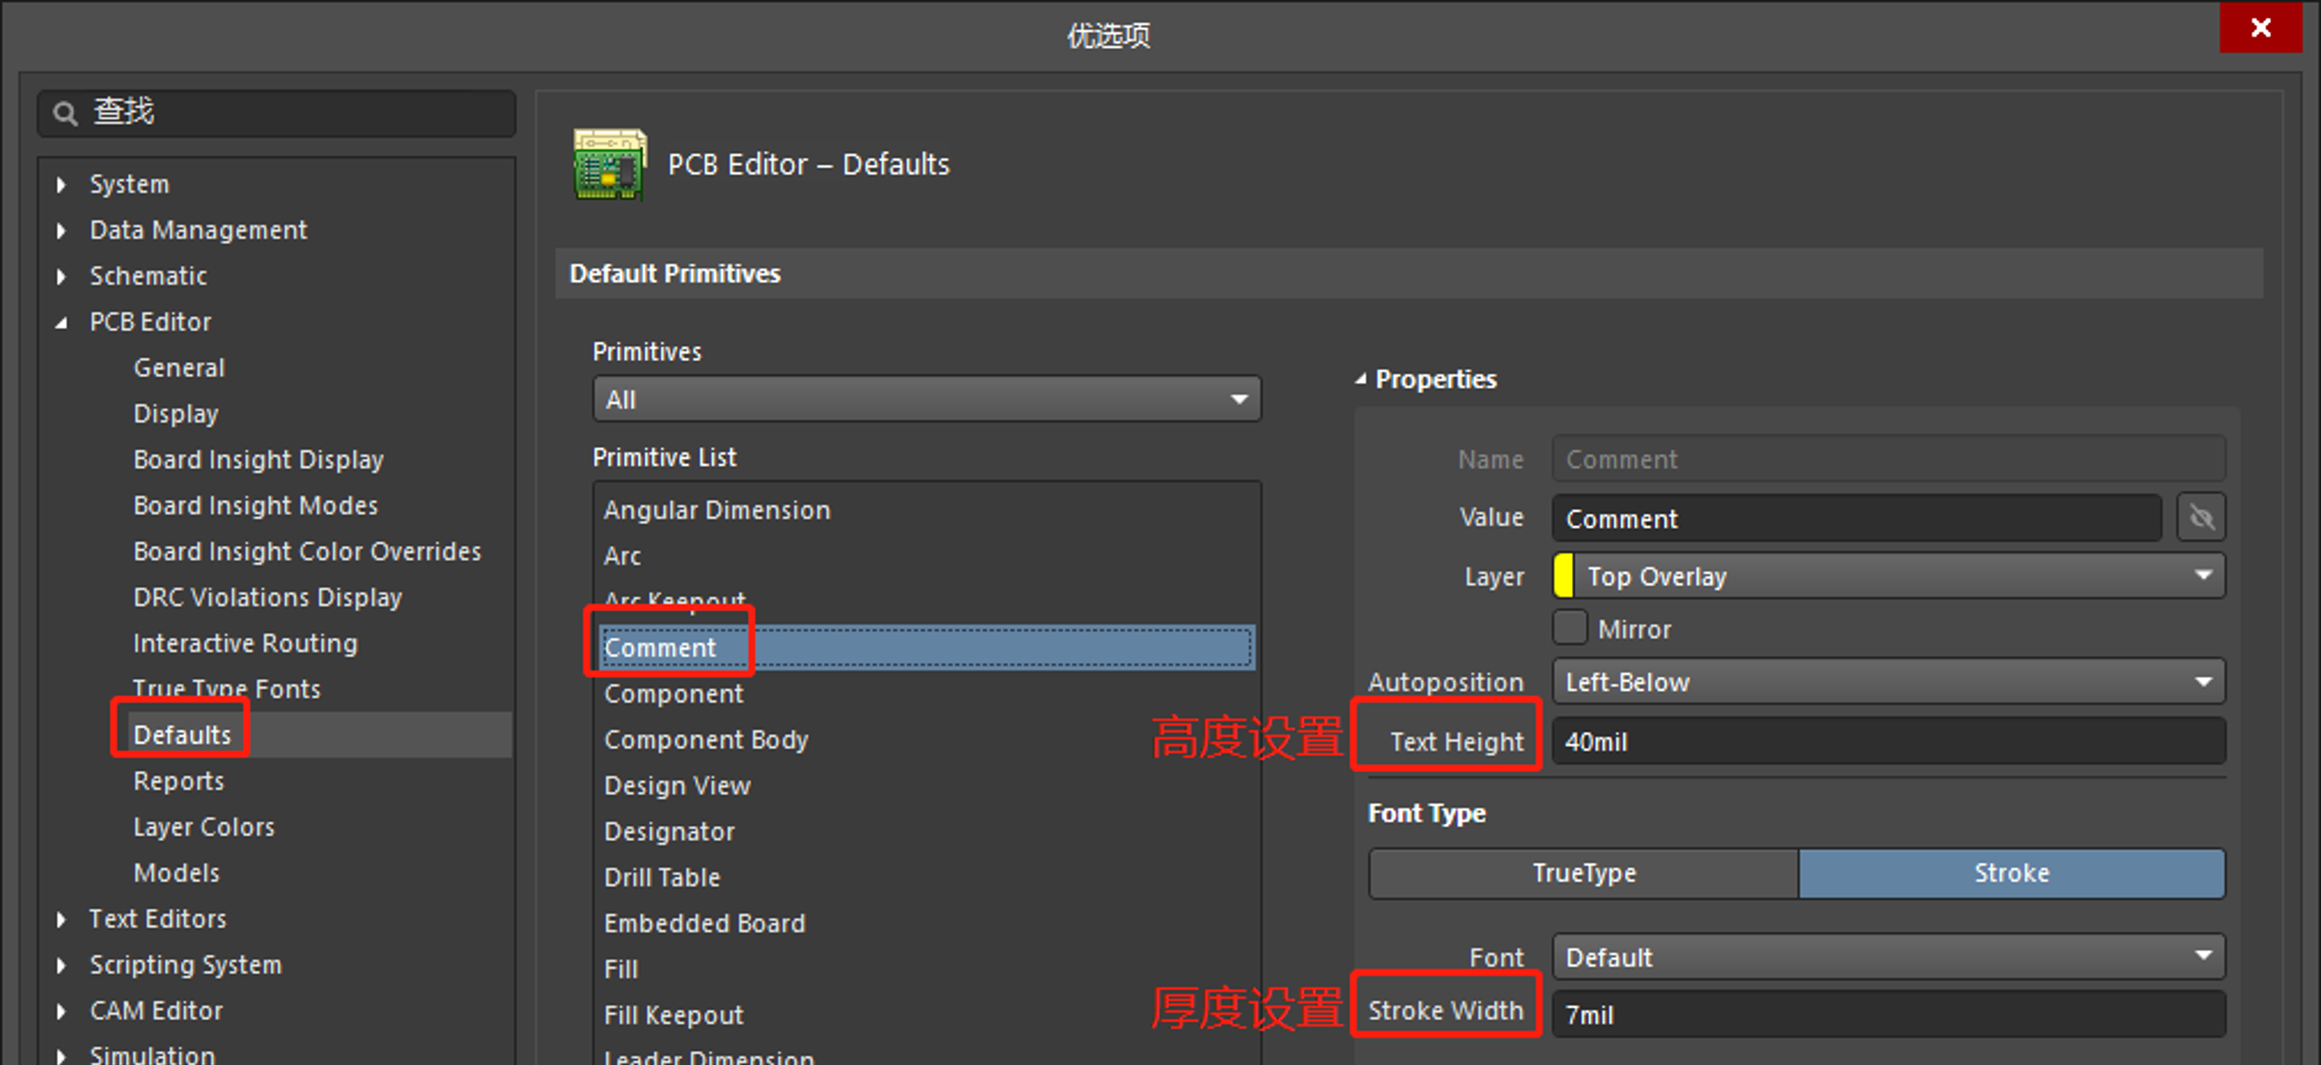 优选项
查找
System
Data Management
Schematic
PCB Editor
General
Display
Board Insight Display
Board Insight Modes
Board Insight Color Overrides
DRC Violations Display
Interactive Routing
True Type Fonts
Defaults
Reports
Layer Colors
Models
Text Editors
Scripting System
CAM Editor
Simulation
PCB Editor – Defaults
Default Primitives
Primitives
All
Primitive List
Angular Dimension
Arc
Arc Keepout
Comment
Component
Component Body
Design View
Designator
Drill Table
Embedded Board
Fill
Fill Keepout
Leader Dimension
Properties
Name Comment
Value Comment
Layer Top Overlay
Mirror
Autoposition Left-Below
高度设置 Text Height 40mil
Font Type
TrueType Stroke
Font Default
厚度设置 Stroke Width 7mil